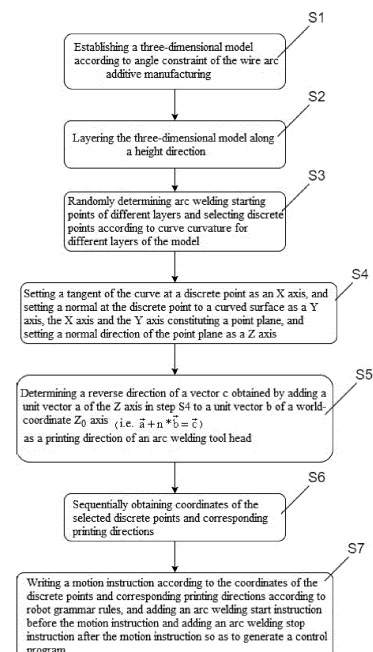 S1
Establishing a three-dimensional model
according to angle constraint of the wire arc
additive manufacturing
S2
Layering the three-dimensional model along
a height direction
S3
Randomly determining arc welding starting
points of different layers and selecting discrete
points according to curve curvature for
different layers of the model
S4
Setting a tangent of the curve at a discrete point as an X axis, and
setting a normal at the discrete point to a curved surface as a Y
axis, the X axis and the Y axis constituting a point plane, and
setting a normal direction of the point plane as a Z axis
S5
Determining a reverse direction of a vector c obtained by adding a
unit vector a of the Z axis in step S4 to a unit vector b of a world-
coordinate Z₀ axis (i.e. a⃗+n*b⃗=c⃗)
as a printing direction of an arc welding tool head
S6
Sequentially obtaining coordinates of the
selected discrete points and corresponding
printing directions
S7
Writing a motion instruction according to the coordinates of the
discrete points and corresponding printing directions according to
robot grammar rules, and adding an arc welding start instruction
before the motion instruction and adding an arc welding stop
instruction after the motion instruction so as to generate a control
program